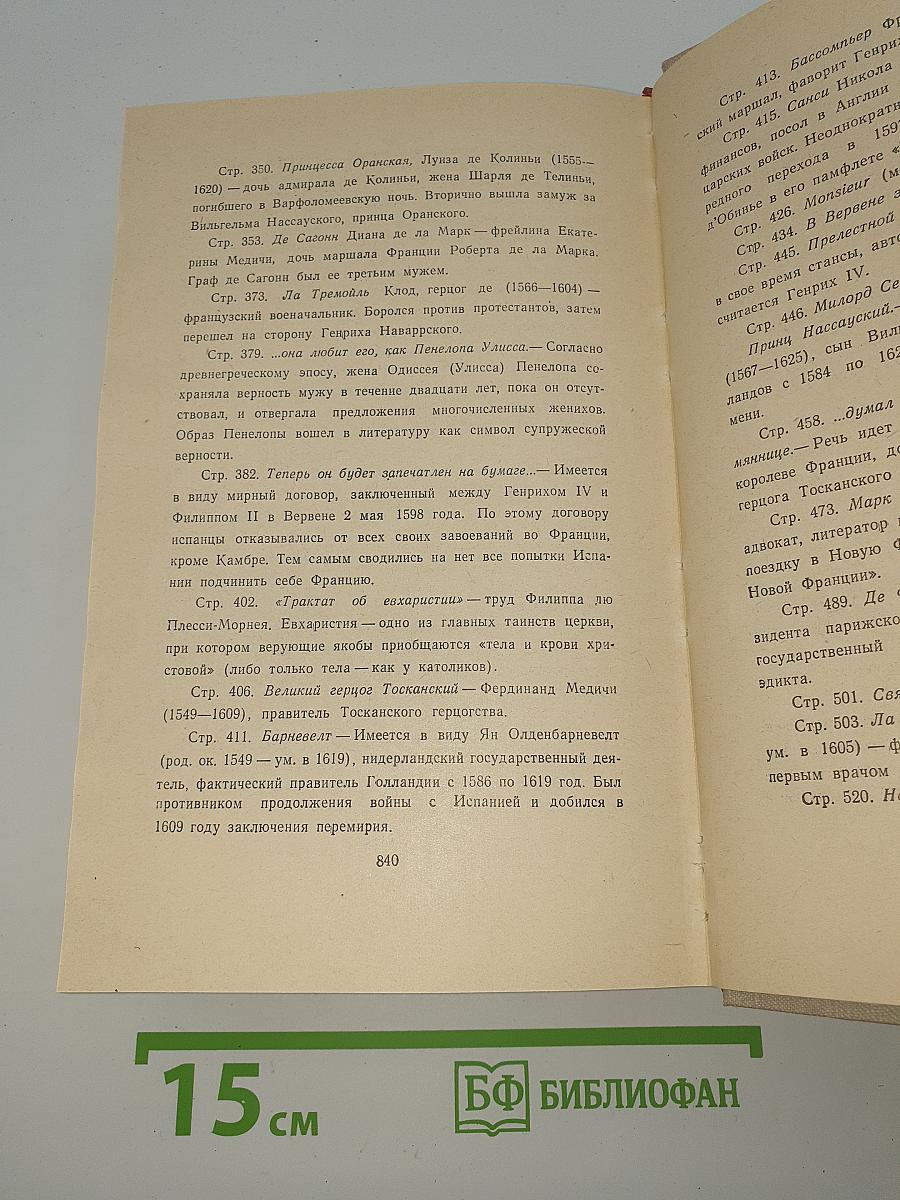 Стр. 350. Принцесса Оранская, Луиза де Колиньи (1555—
1620) — дочь адмирала де Колиньи, жена Шарля де Телиньи,
погибшего в Варфоломеевскую ночь. Вторично вышла замуж за
Вильгельма Нассауского, принца Оранского.
Стр. 353. Де Сагонн Диана де ла Марк — фрейлина Екате-
рины Медичи, дочь маршала Франции Роберта де ла Марка.
Граф де Сагонн был ее третьим мужем.
Стр. 373. Ла Тремойль Клод, герцог де (1566—1604) —
французский военачальник. Боролся против протестантов, затем
перешел на сторону Генриха Наваррского.
Стр. 379. ...она любит его, как Пенелопа Улисса.— Согласно
древнегреческому эпосу, жена Одиссея (Улисса) Пенелопа со-
храняла верность мужу в течение двадцати лет, пока он отсут-
ствовал, и отвергала предложения многочисленных женихов.
Образ Пенелопы вошел в литературу как символ супружеской
верности.
Стр. 382. Теперь он будет запечатлен на бумаге...— Имеется
в виду мирный договор, заключенный между Генрихом IV и
Филиппом II в Вервене 2 мая 1598 года. По этому договору
испанцы отказывались от всех своих завоеваний во Франции,
кроме Камбре. Тем самым сводились на нет все попытки Испа-
нии подчинить себе Францию.
Стр. 402. «Трактат об евхаристии» — труд Филиппа дю
Плесси-Морнея. Евхаристия — одно из главных таинств церкви,
при котором верующие якобы приобщаются «тела и крови хри-
стовой» (либо только тела — как у католиков).
Стр. 406. Великий герцог Тосканский — Фердинанд Медичи
(1549—1609), правитель Тосканского герцогства.
Стр. 411. Барневелт — Имеется в виду Ян Олденбарневелт
(род. ок. 1549 — ум. в 1619), нидерландский государственный дея-
тель, фактический правитель Голландии с 1586 по 1619 год. Был
противником продолжения войны с Испанией и добился в
1609 году заключения перемирия.
840
Стр. 413. Бассомпьер
ский маршал, фаворит
Стр. 415. Санси Никола
финансов, посол в Англии
царских войск.
редного перехода в
д'Обинье в его памфлете
Стр. 426. Monsieur
Стр. 434. В Вервене
Стр. 445. Прелестной
в свое время стансы,
считается Генрих IV.
Стр. 446. Милорд
Принц Нассауский.—
(1567—1625), сын
ландов с 1584 по
мени.
Стр. 458. ...думал
мяннице.— Речь идет
королеве Франции,
герцога Тосканского
Стр. 473. Марк
адвокат, литератор
поездку в Новую
Новой Франции».
Стр. 489. Де
зидента
государственный
эдикта.
Стр. 501.
Стр. 503. Ла
ум. в 1605) —
первым врачом
Стр. 520.
15 см
БФ БИБЛИОФАН